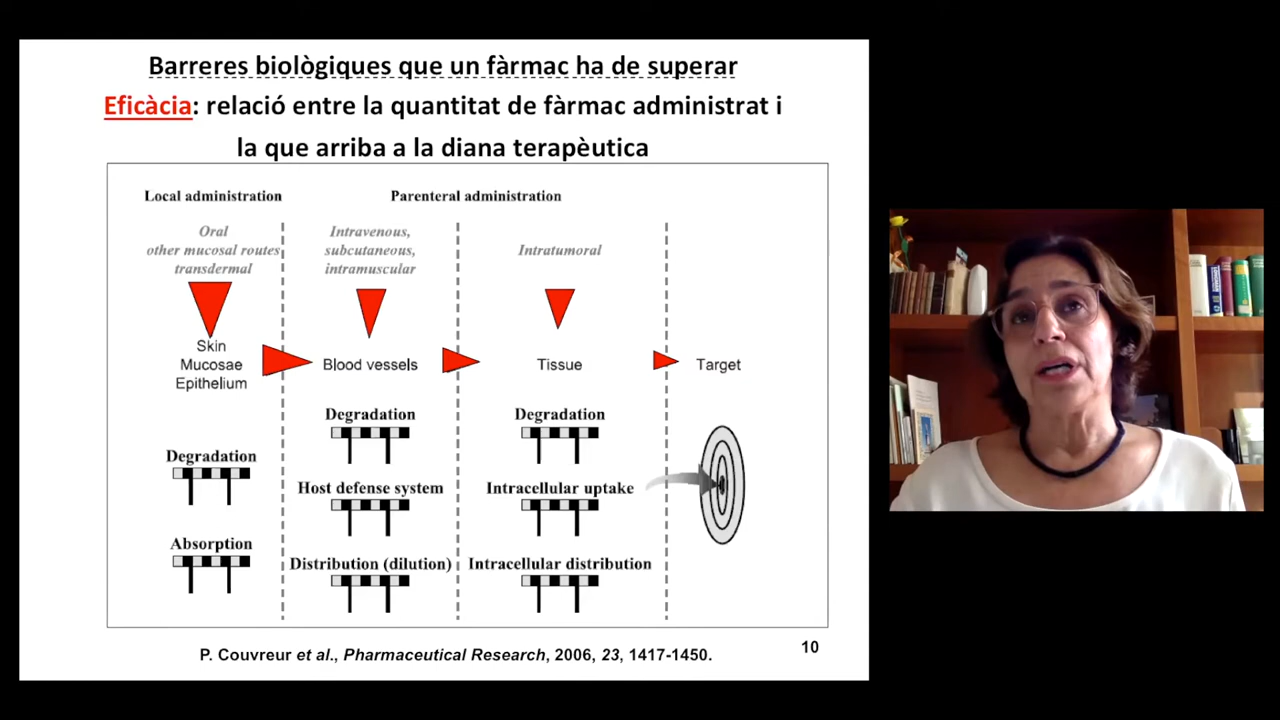 Barreres biològiques que un fàrmac ha de superar
Eficàcia: relació entre la quantitat de fàrmac administrat i
la que arriba a la diana terapèutica
Local administration
Parenteral administration
Oral
other mucosal routes
transdermal
Intravenous,
subcutaneous,
intramuscular
Intratumoral
Skin
Mucosae
Epithelium
Blood vessels
Tissue
Target
Degradation
Absorption
Degradation
Host defense system
Distribution (dilution)
Degradation
Intracellular uptake
Intracellular distribution
P. Couvreur et al., Pharmaceutical Research, 2006, 23, 1417-1450.
10